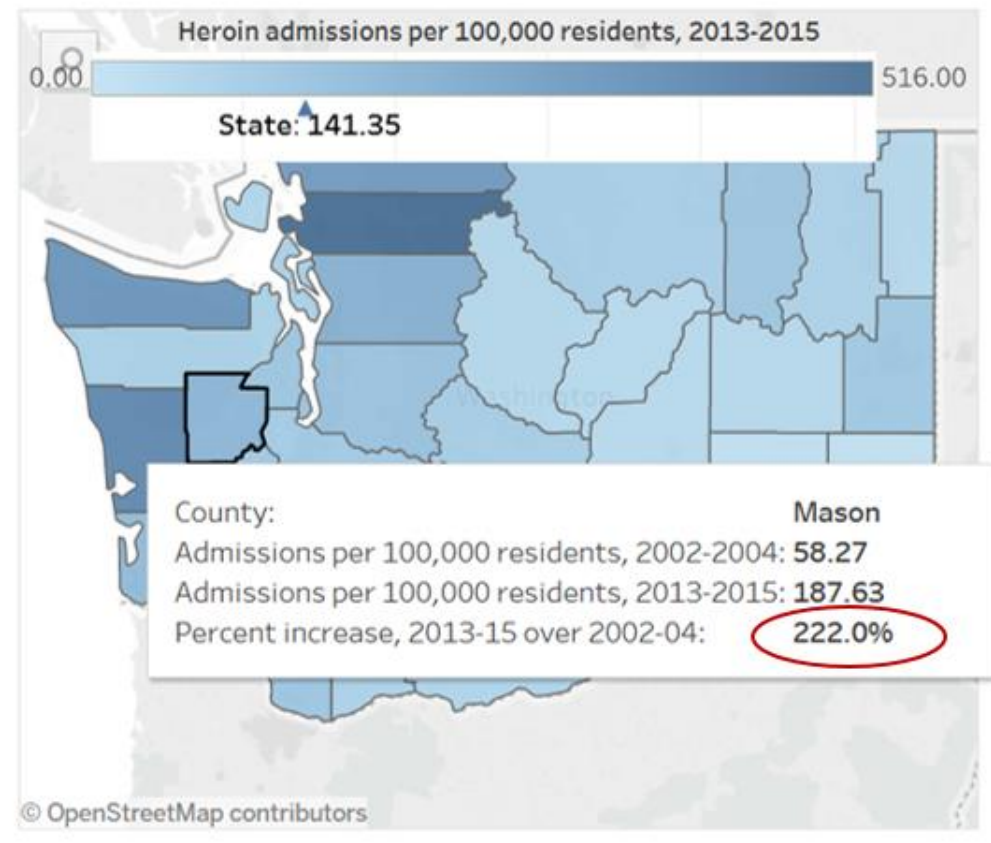 Heroin admissions per 100,000 residents, 2013-2015
0.00 516.00
State: 141.35
Washington
County: Mason
Admissions per 100,000 residents, 2002-2004: 58.27
Admissions per 100,000 residents, 2013-2015: 187.63
Percent increase, 2013-15 over 2002-04: 222.0%
© OpenStreetMap contributors